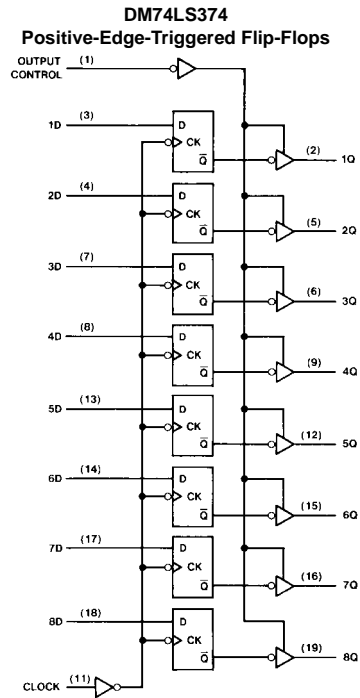 DM74LS374
Positive-Edge-Triggered Flip-Flops
OUTPUT CONTROL (1)
1D (3) D
CK
Q̅ (2) 1Q
2D (4) D
CK
Q̅ (5) 2Q
3D (7) D
CK
Q̅ (6) 3Q
4D (8) D
CK
Q̅ (9) 4Q
5D (13) D
CK
Q̅ (12) 5Q
6D (14) D
CK
Q̅ (15) 6Q
7D (17) D
CK
Q̅ (16) 7Q
8D (18) D
CK
Q̅ (19) 8Q
CLOCK (11)